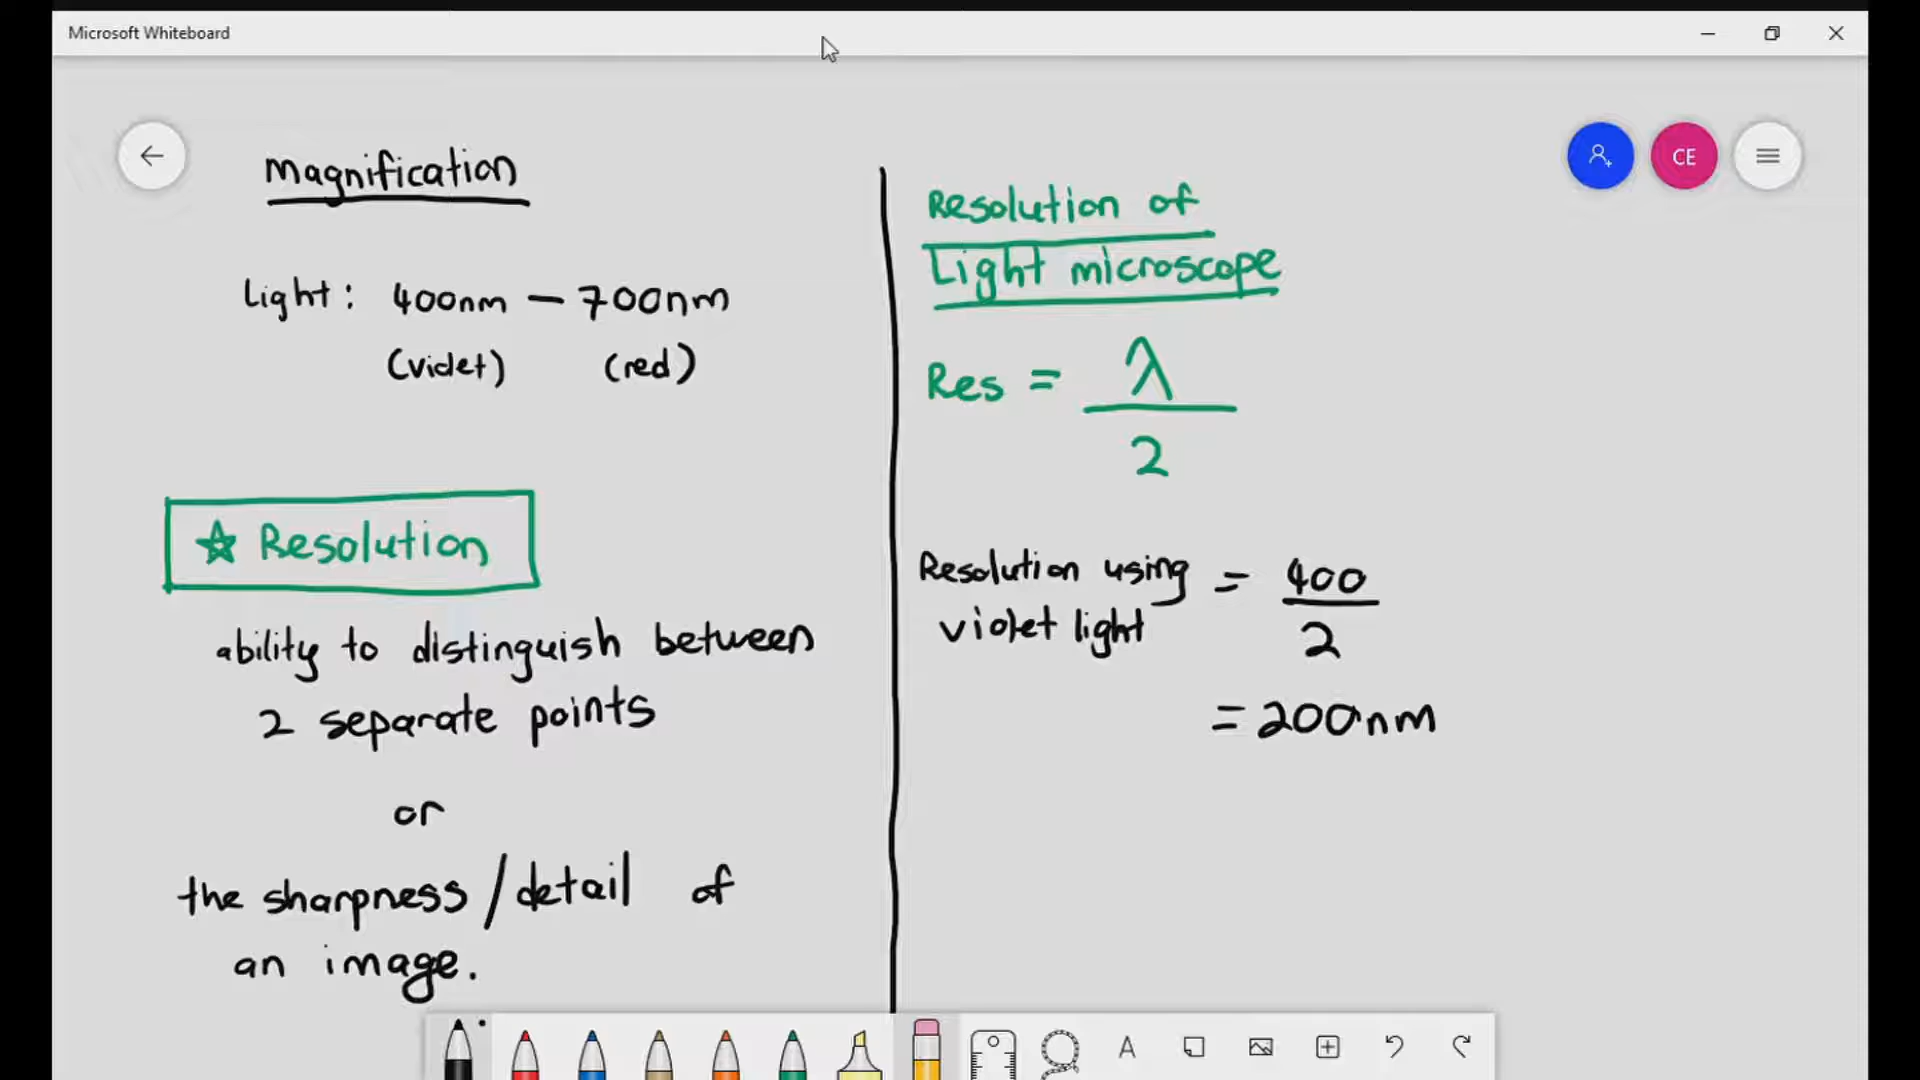 Microsoft Whiteboard
CE
Magnification
Light: 400nm – 700nm
(violet) (red)
☆ Resolution
ability to distinguish between
2 separate points
or
the sharpness / detail of
an image.
Resolution of
Light microscope
Res = λ
2
Resolution using = 400
violet light 2
= 200nm
A